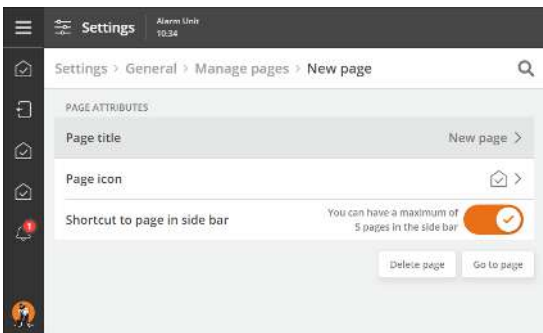 Settings
Alarm Unit
10:34
Settings > General > Manage pages > New page
PAGE ATTRIBUTES
Page title
New page >
Page icon
>
Shortcut to page in side bar
You can have a maximum of
5 pages in the side bar
1
Delete page
Go to page